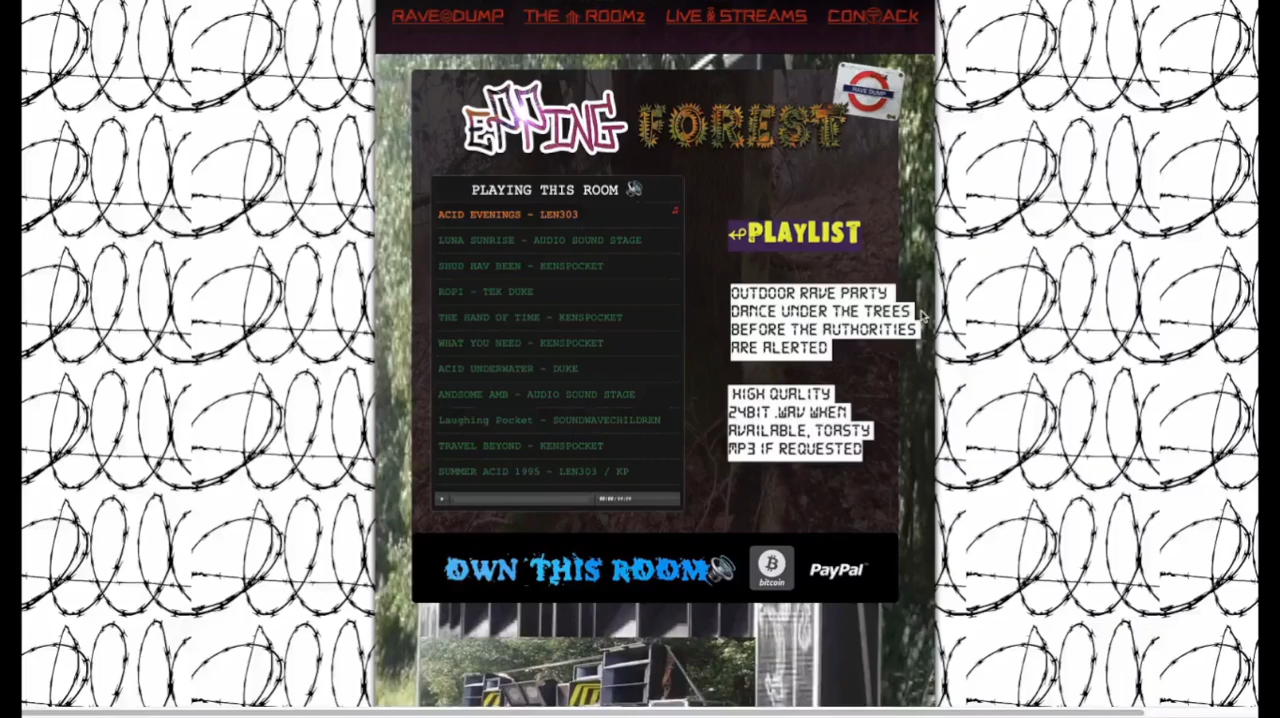 RAVE@DUMP THE ROOMz LIVE STREAMS CONTACK
EPPING FOREST
RAVE DUMP
PLAYING THIS ROOM
ACID EVENINGS - LEN303
LUNA SUNRISE - AUDIO SOUND STAGE
SHUD HAV BEEN - KENSPOCKET
ROPI - TEK DUKE
THE HAND OF TIME - KENSPOCKET
WHAT YOU NEED - KENSPOCKET
ACID UNDERWATER - DUKE
ANDSOME AMB - AUDIO SOUND STAGE
Laughing Pocket - SOUNDWAVECHILDREN
TRAVEL BEYOND - KENSPOCKET
SUMMER ACID 1995 - LEN303 / KP
PLAYLIST
OUTDOOR RAVE PARTY
DANCE UNDER THE TREES
BEFORE THE AUTHORITIES
ARE ALERTED
HIGH QUALITY
24BIT .WAV WHEN
AVAILABLE, TOASTY
MP3 IF REQUESTED
OWN THIS ROOM
bitcoin
PayPal